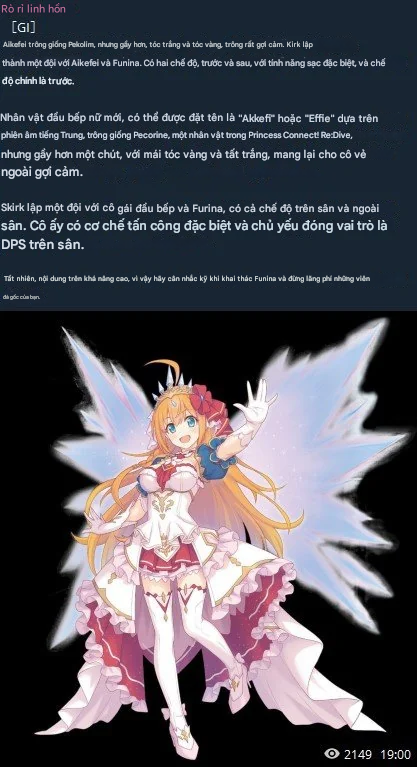 Rò rỉ linh hồn
[GI]
Aikefei trông giống Pekolim, nhưng gầy hơn, tóc trắng và tóc vàng, trông rất gợi cảm. Kirk lập
thành một đội với Aikefei và Funina. Có hai chế độ, trước và sau, với tính năng sạc đặc biệt, và chế
độ chính là trước.
Nhân vật đầu bếp nữ mới, có thể được đặt tên là "Akkefi" hoặc "Effie" dựa trên
phiên âm tiếng Trung, trông giống Pecorine, một nhân vật trong Princess Connect! Re:Dive,
nhưng gầy hơn một chút, với mái tóc vàng và tất trắng, mang lại cho cô vẻ
ngoài gợi cảm.
Skirk lập một đội với cô gái đầu bếp và Furina, có cả chế độ trên sân và ngoài
sân. Cô ấy có cơ chế tấn công đặc biệt và chủ yếu đóng vai trò là
DPS trên sân.
Tất nhiên, nội dung trên khả năng cao, vì vậy hãy cân nhắc kỹ khi khai thác Funina và đừng lãng phí những viên
đá gốc của bạn.
2149 19:00